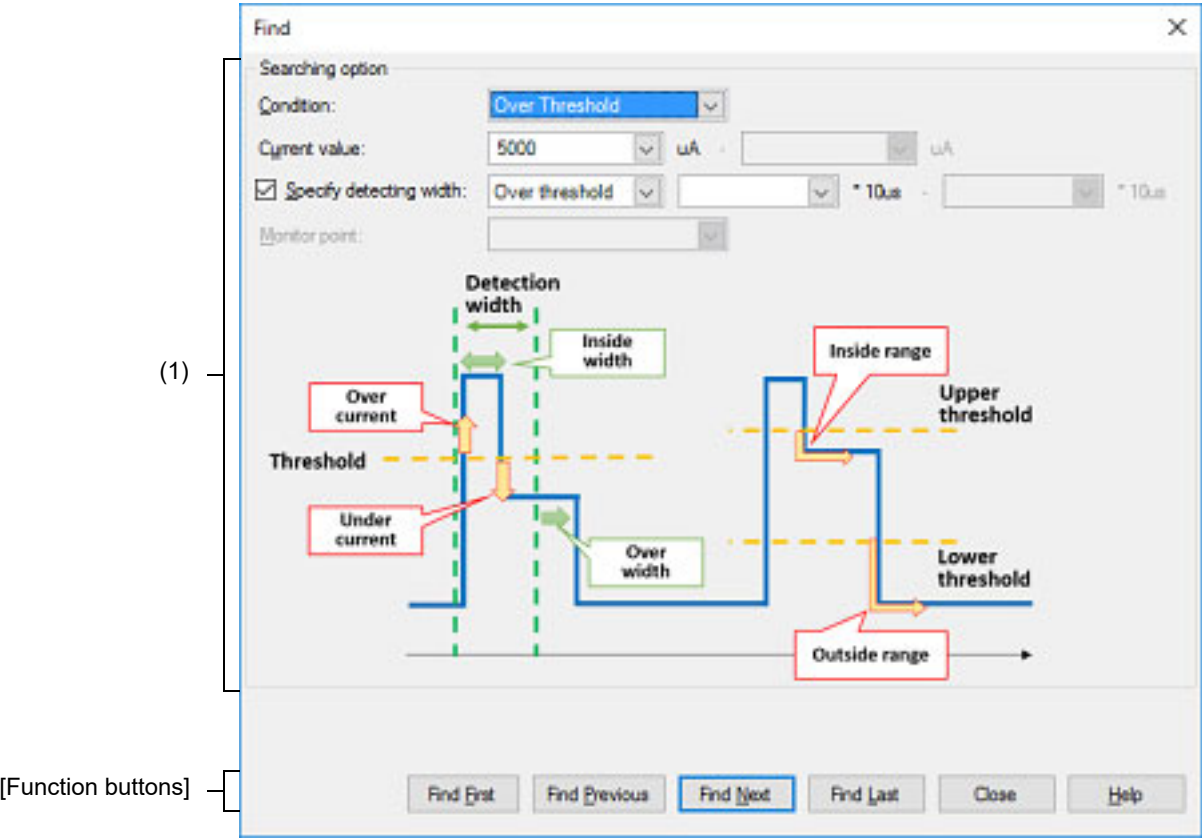 Find
Searching option
Condition: Over Threshold
Current value: 5000 uA - uA
Specify detecting width: Over threshold * 10us - * 10us
Monitor point:
Detection
width
Inside
width
Inside range
Over
current
Upper
threshold
Threshold
Under
current
Over
width
Lower
threshold
Outside range
(1)
[Function buttons]
Find First Find Previous Find Next Find Last Close Help